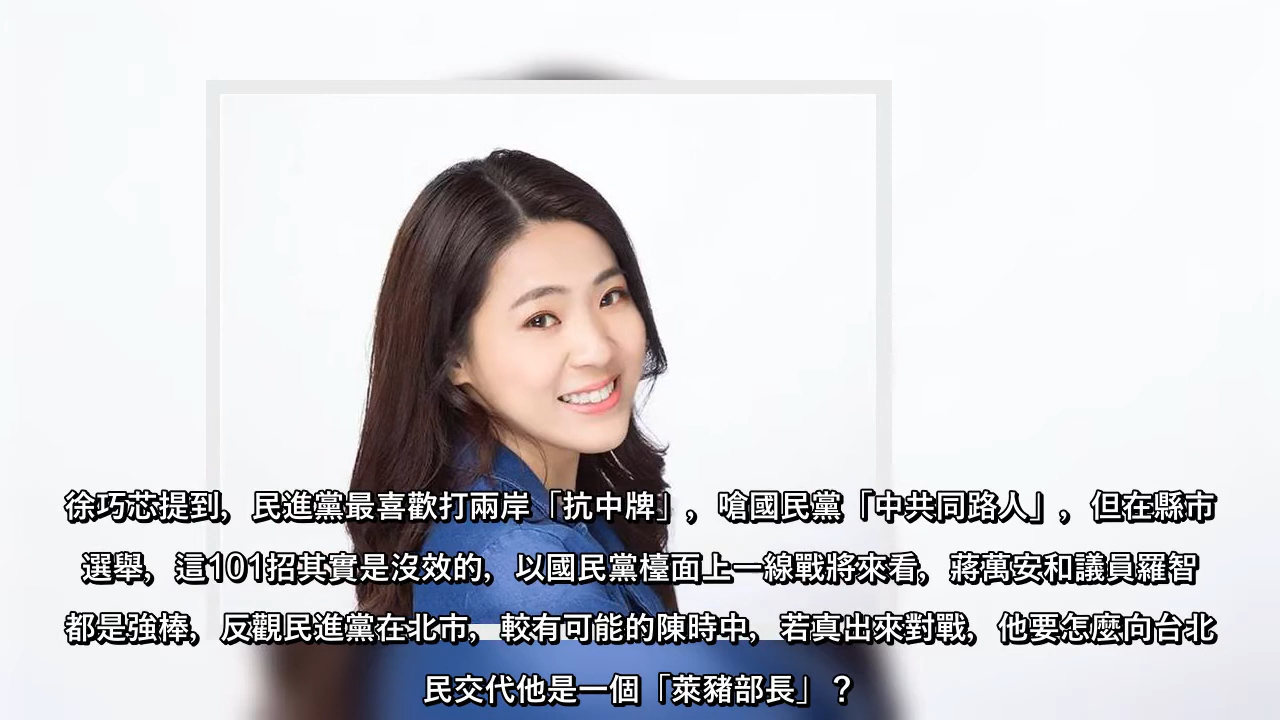 徐巧芯提到，民進黨最喜歡打兩岸「抗中牌」，嗆國民黨「中共同路人」，但在縣市
選舉，這101招其實是沒效的，以國民黨檯面上一線戰將來看，蔣萬安和議員羅智
都是強棒，反觀民進黨在北市，較有可能的陳時中，若真出來對戰，他要怎麼向台北
民交代他是一個「萊豬部長」？